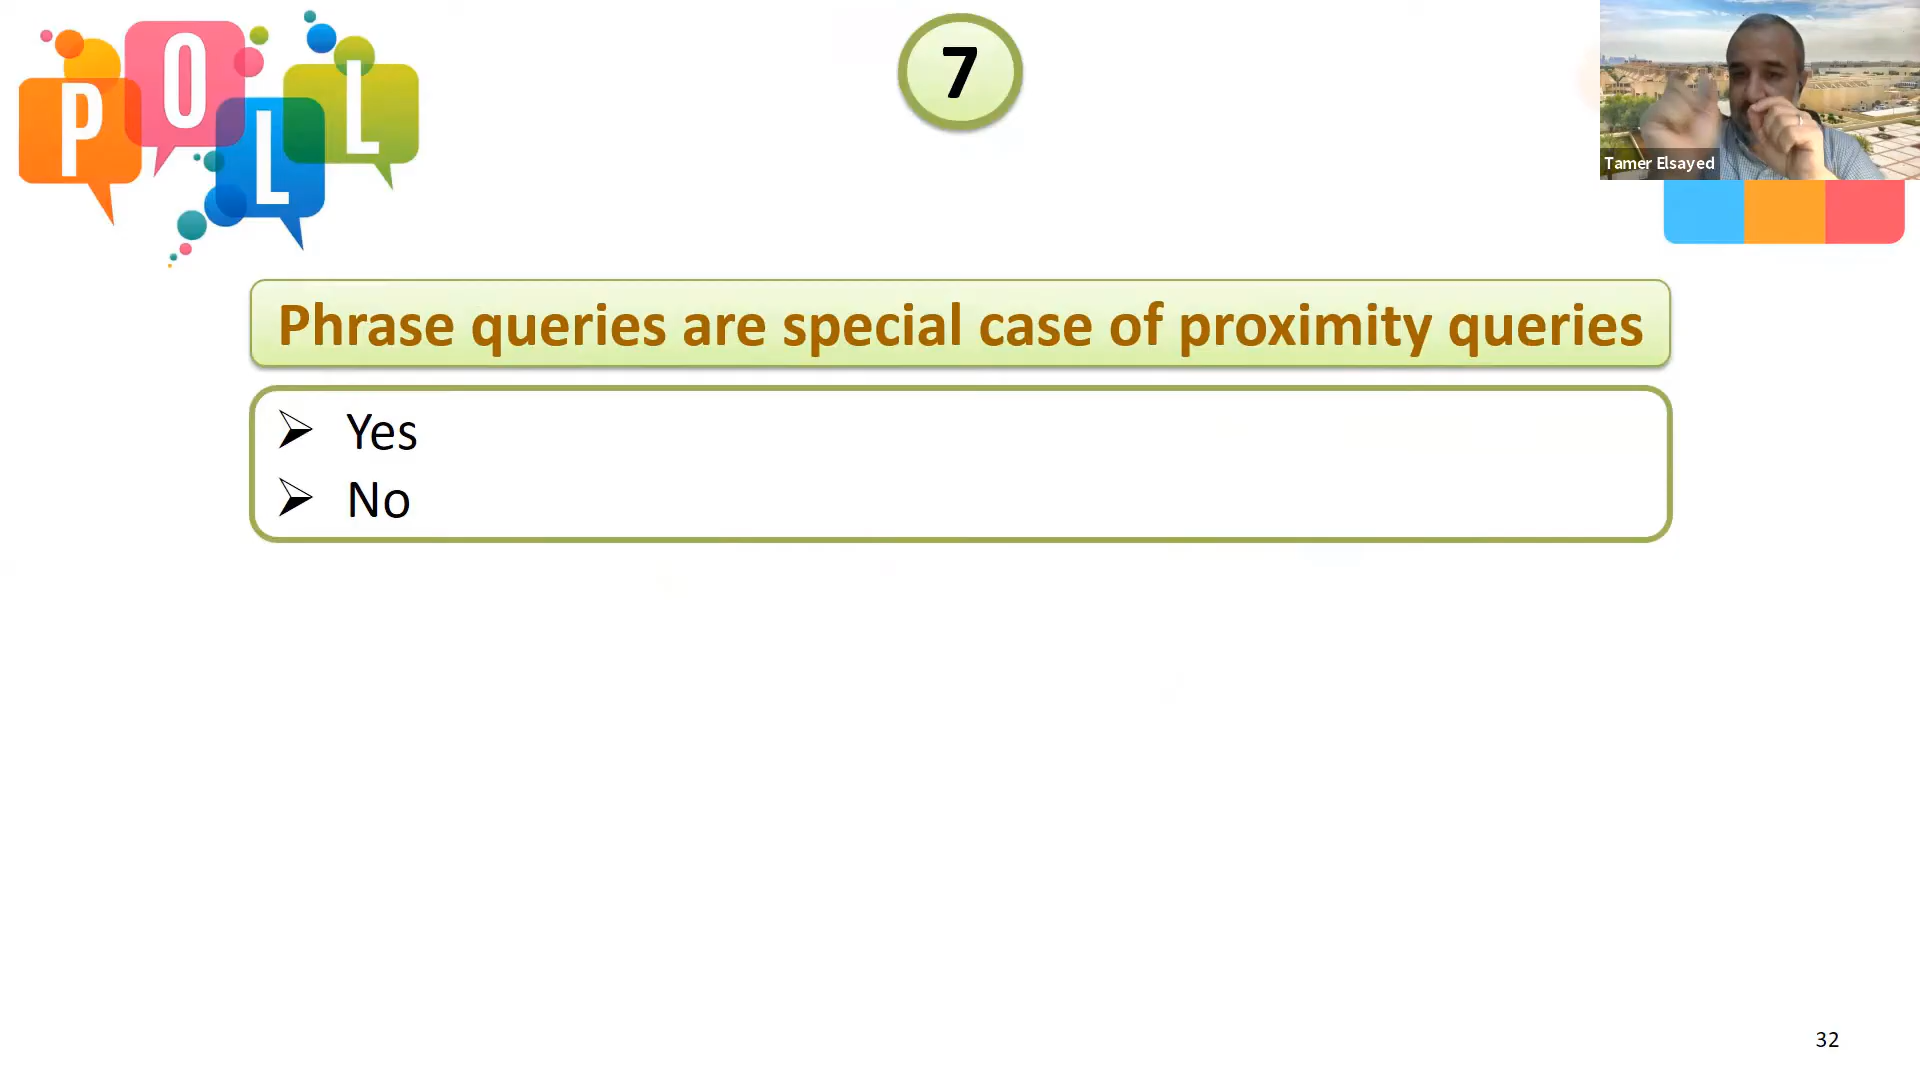 POLL
7
Tamer Elsayed
Phrase queries are special case of proximity queries
Yes
No
32